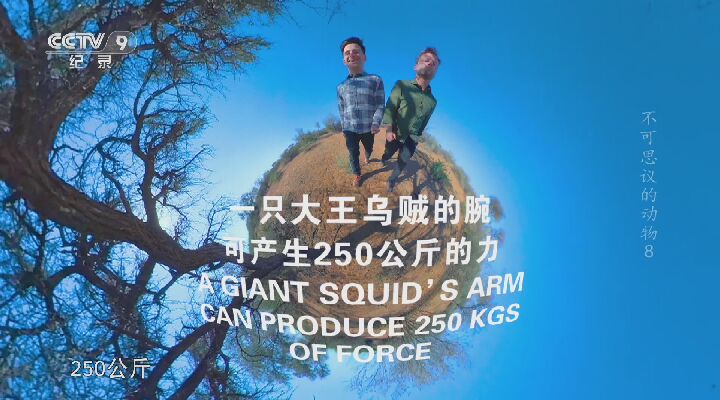 CCTV 9
纪录
不可思议的动物8
一只大王乌贼的腕
可产生250公斤的力
A GIANT SQUID'S ARM
CAN PRODUCE 250 KGS
OF FORCE
250公斤